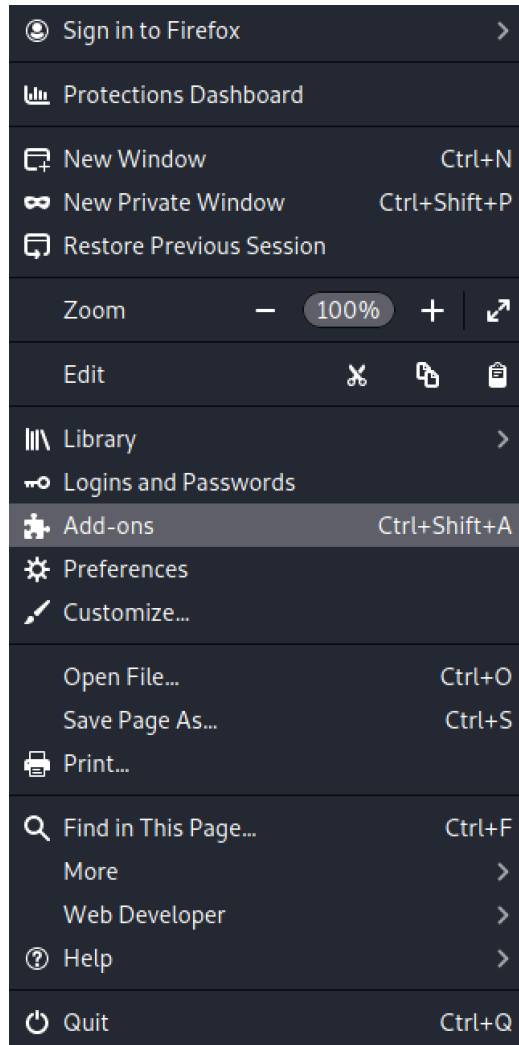 Sign in to Firefox
Protections Dashboard
New Window Ctrl+N
New Private Window Ctrl+Shift+P
Restore Previous Session
Zoom − 100% +
Edit
Library
Logins and Passwords
Add-ons Ctrl+Shift+A
Preferences
Customize...
Open File... Ctrl+O
Save Page As... Ctrl+S
Print...
Find in This Page... Ctrl+F
More
Web Developer
Help
Quit Ctrl+Q